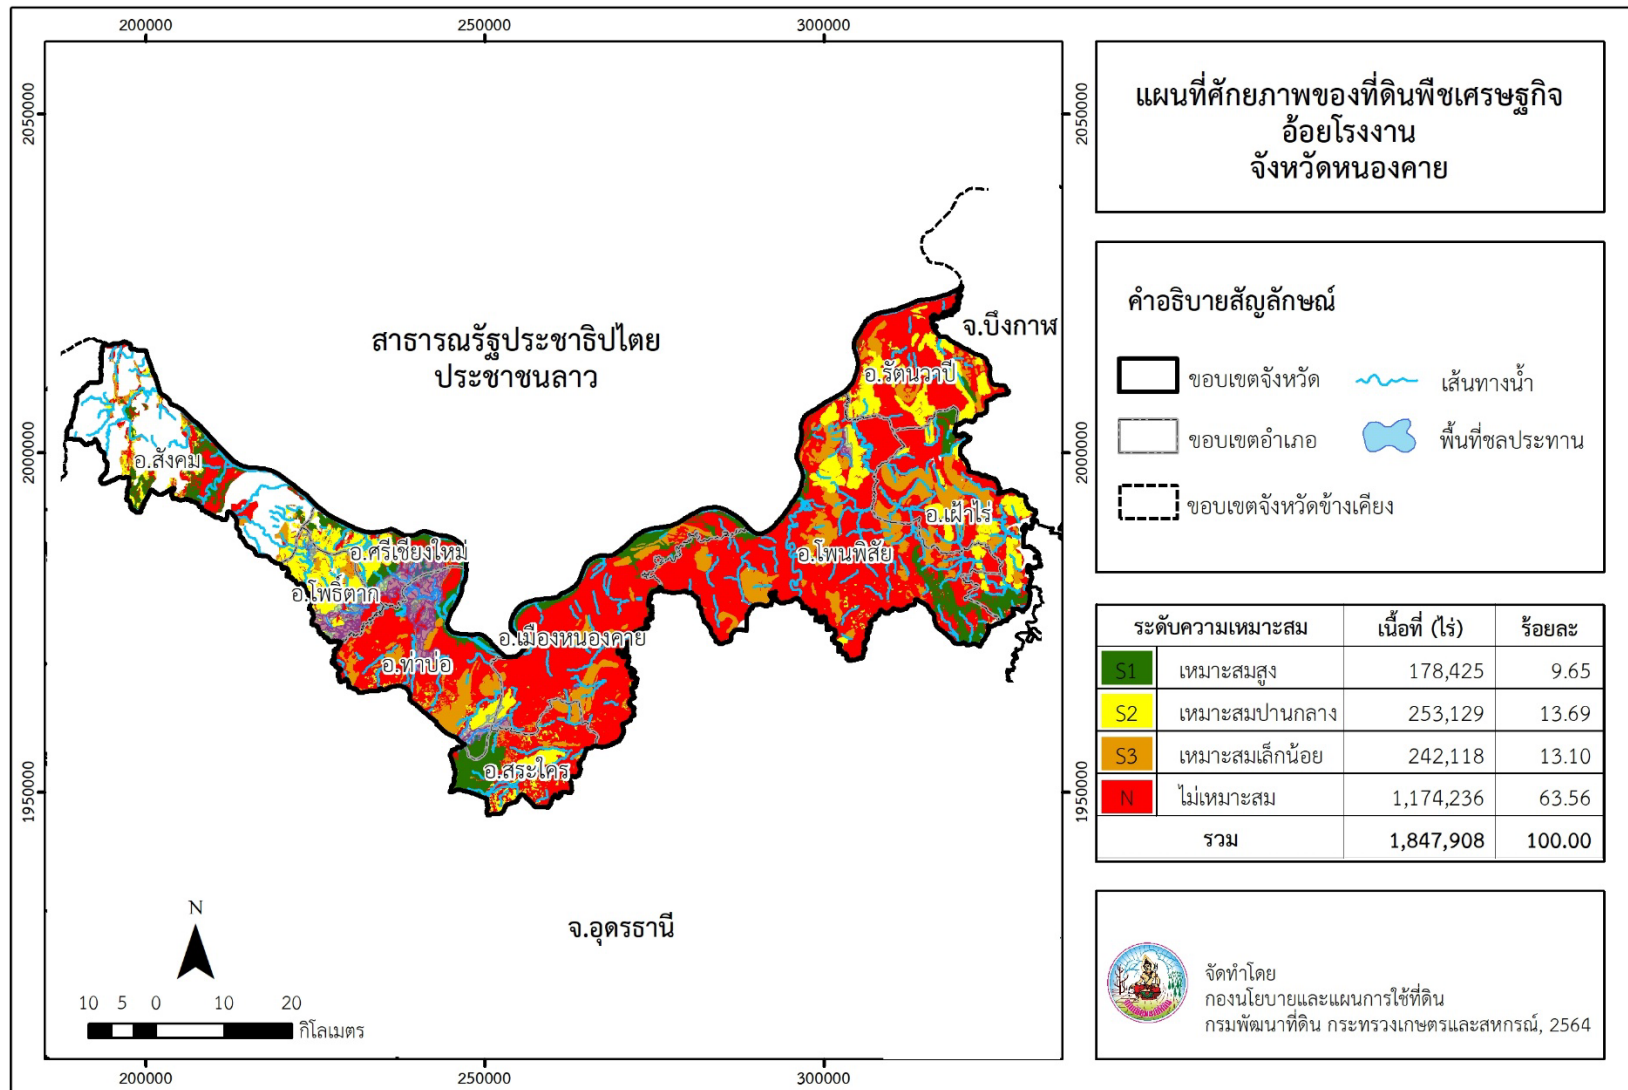 200000
250000
300000
2050000
2000000
1950000
2050000
2000000
1950000
สาธารณรัฐประชาธิปไตย
ประชาชนลาว
จ.บึงกาฬ
อ.รัตนวาปี
อ.สังคม
อ.เฝ้าไร่
อ.ศรีเชียงใหม่
อ.โพนพิสัย
อ.โพธิ์ตาก
อ.เมืองหนองคาย
อ.ท่าบ่อ
อ.สระใคร
จ.อุดรธานี
N
10 5 0 10 20
กิโลเมตร
200000
250000
300000
แผนที่ศักยภาพของที่ดินพืชเศรษฐกิจ
อ้อยโรงงาน
จังหวัดหนองคาย
คำอธิบายสัญลักษณ์
ขอบเขตจังหวัด เส้นทางน้ำ
ขอบเขตอำเภอ พื้นที่ชลประทาน
ขอบเขตจังหวัดข้างเคียง
ระดับความเหมาะสม เนื้อที่ (ไร่) ร้อยละ
S1 เหมาะสมสูง 178,425 9.65
S2 เหมาะสมปานกลาง 253,129 13.69
S3 เหมาะสมเล็กน้อย 242,118 13.10
N ไม่เหมาะสม 1,174,236 63.56
รวม 1,847,908 100.00
จัดทำโดย
กองนโยบายและแผนการใช้ที่ดิน
กรมพัฒนาที่ดิน กระทรวงเกษตรและสหกรณ์, 2564